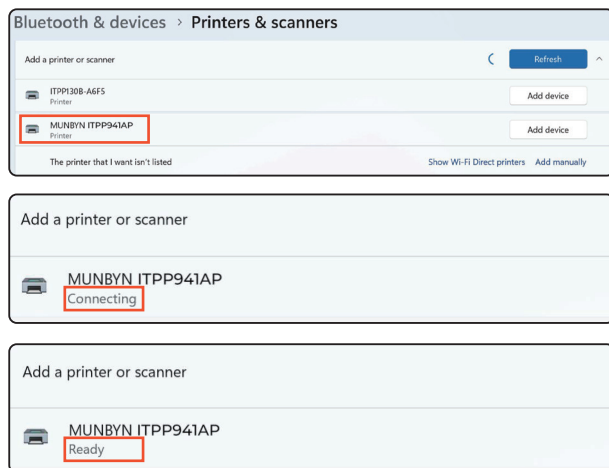 Bluetooth & devices > Printers & scanners
Add a printer or scanner Refresh
ITPP130B-A6F5 Add device
Printer
MUNBYN ITPP941AP Add device
Printer
The printer that I want isn't listed Show Wi-Fi Direct printers Add manually
Add a printer or scanner
MUNBYN ITPP941AP
Connecting
Add a printer or scanner
MUNBYN ITPP941AP
Ready